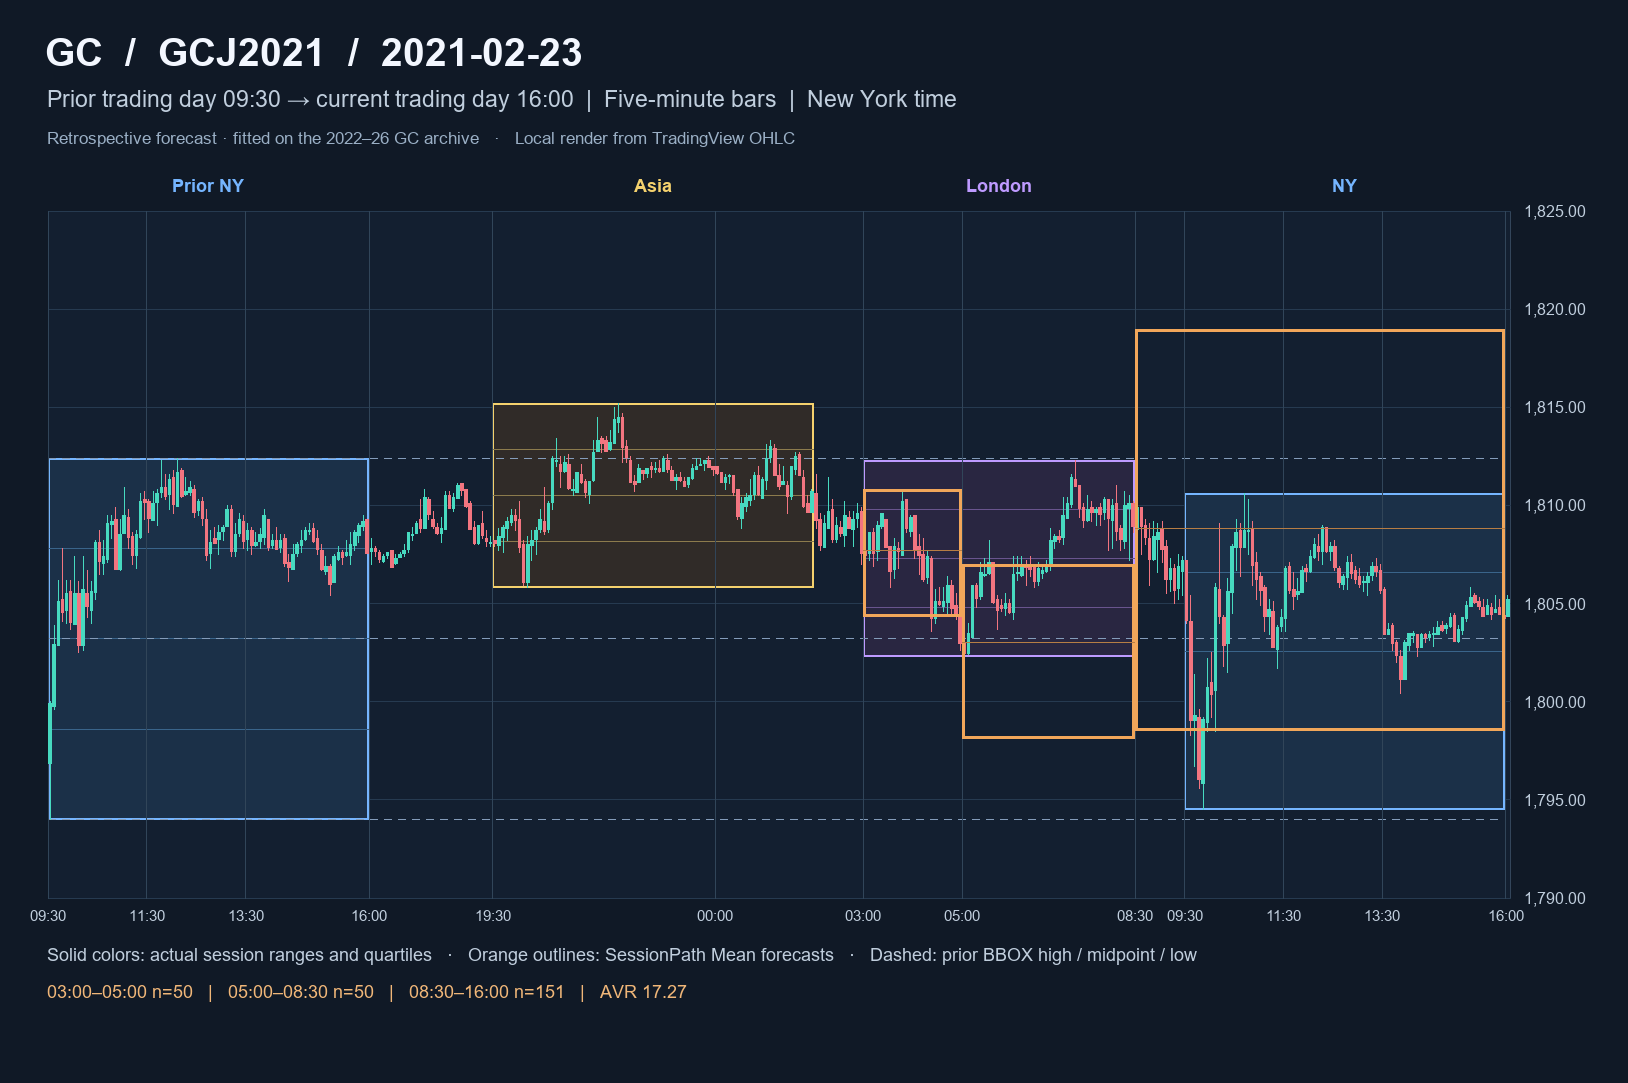 GC / GCJ2021 / 2021-02-23
Prior trading day 09:30 → current trading day 16:00 | Five-minute bars | New York time
Retrospective forecast · fitted on the 2022–26 GC archive · Local render from TradingView OHLC
Prior NY Asia London NY
1,825.00
1,820.00
1,815.00
1,810.00
1,805.00
1,800.00
1,795.00
1,790.00
09:30 11:30 13:30 16:00 19:30 00:00 03:00 05:00 08:30 09:30 11:30 13:30 16:00
Solid colors: actual session ranges and quartiles · Orange outlines: SessionPath Mean forecasts · Dashed: prior BBOX high / midpoint / low
03:00–05:00 n=50 | 05:00–08:30 n=50 | 08:30–16:00 n=151 | AVR 17.27